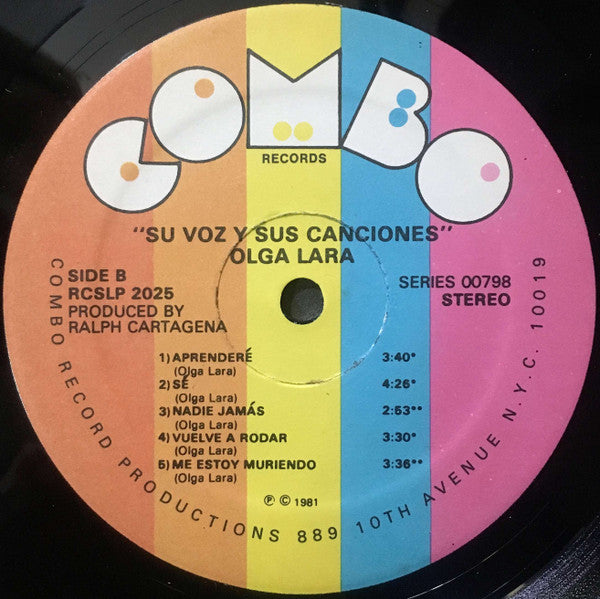 COMBO
RECORDS
"SU VOZ Y SUS CANCIONES"
OLGA LARA
SIDE B
RCSLP 2025
PRODUCED BY
RALPH CARTAGENA
SERIES 00798
STEREO
1) APRENDERÉ 3:40*
(Olga Lara)
2) SÉ 4:26*
(Olga Lara)
3) NADIE JAMÁS 2:53**
(Olga Lara)
4) VUELVE A RODAR 3:30*
(Olga Lara)
5) ME ESTOY MURIENDO 3:36**
(Olga Lara)
℗ © 1981
COMBO RECORD PRODUCTIONS 889 10TH AVENUE N.Y.C. 10019